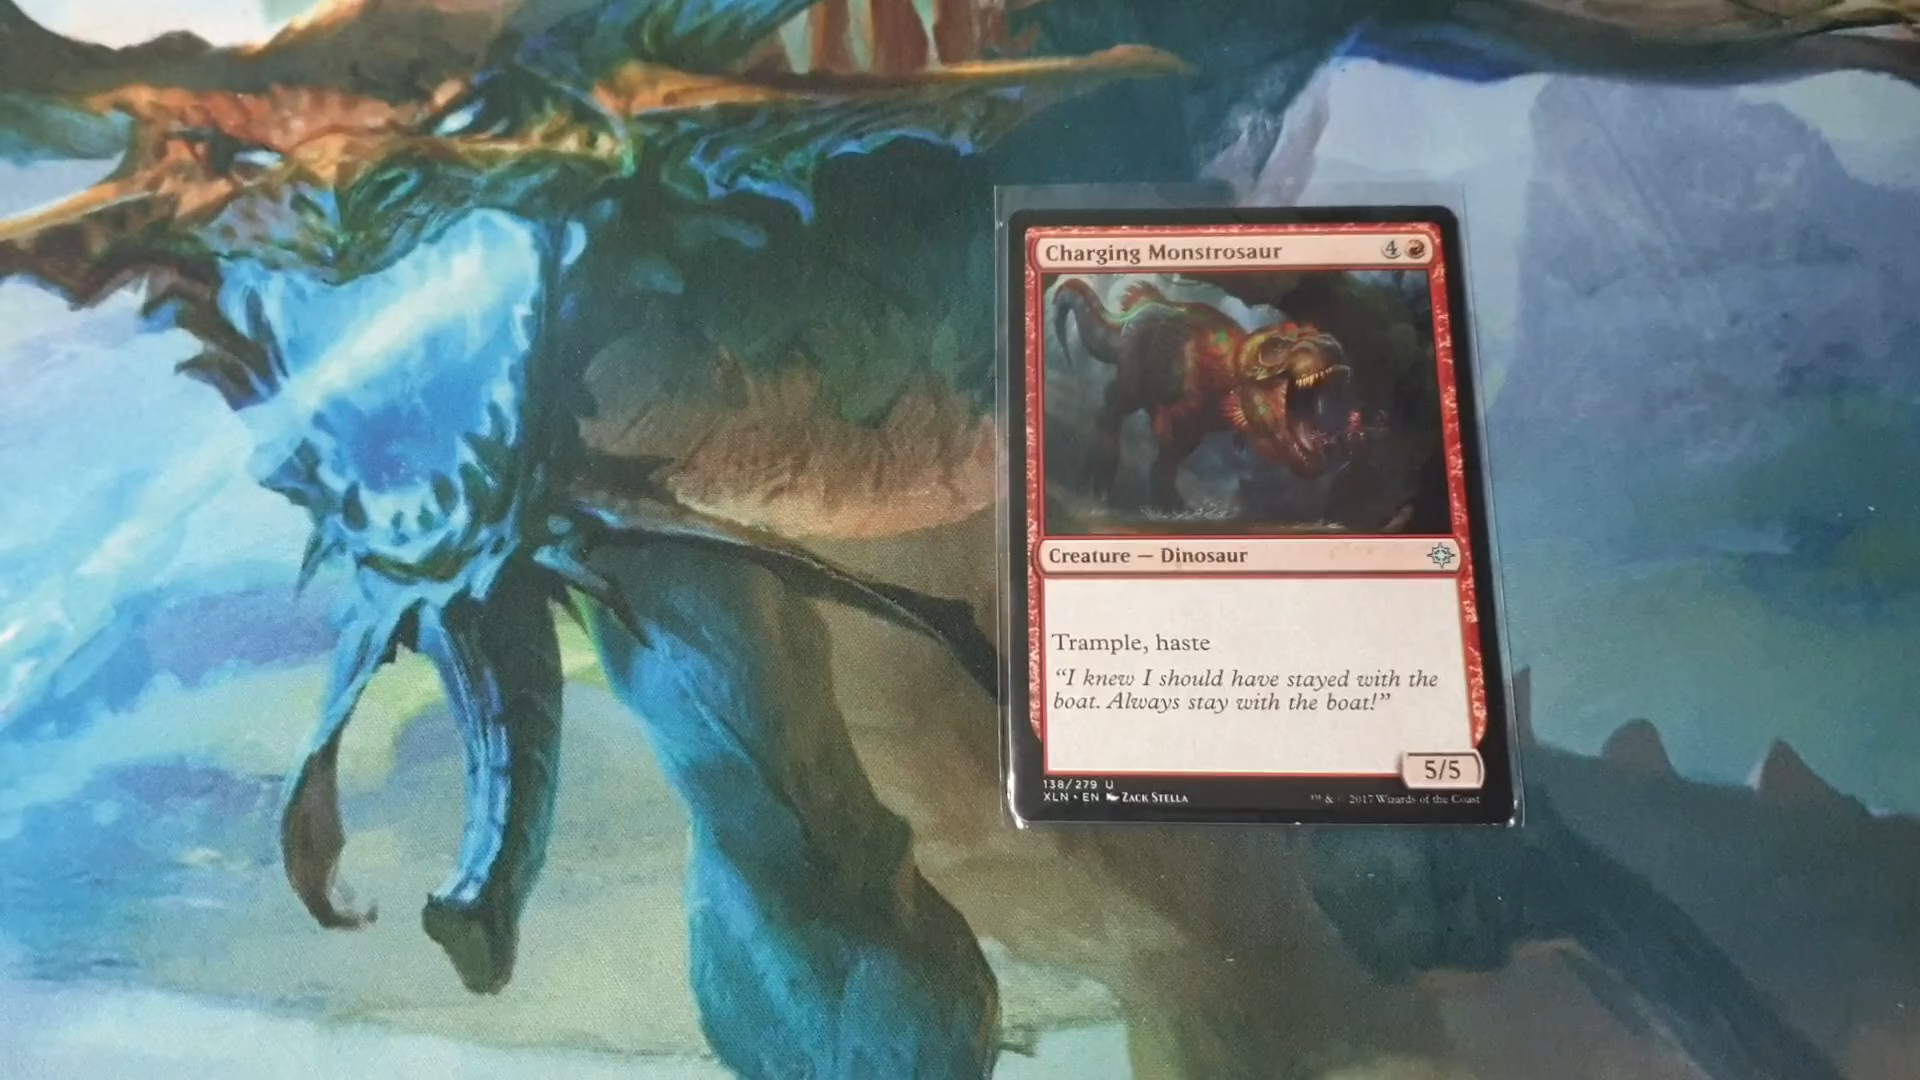 Charging Monstrosaur 4
Creature — Dinosaur
Trample, haste
“I knew I should have stayed with the
boat. Always stay with the boat!”
5/5
138/279 U
XLN • EN Zack Stella
™ & © 2017 Wizards of the Coast